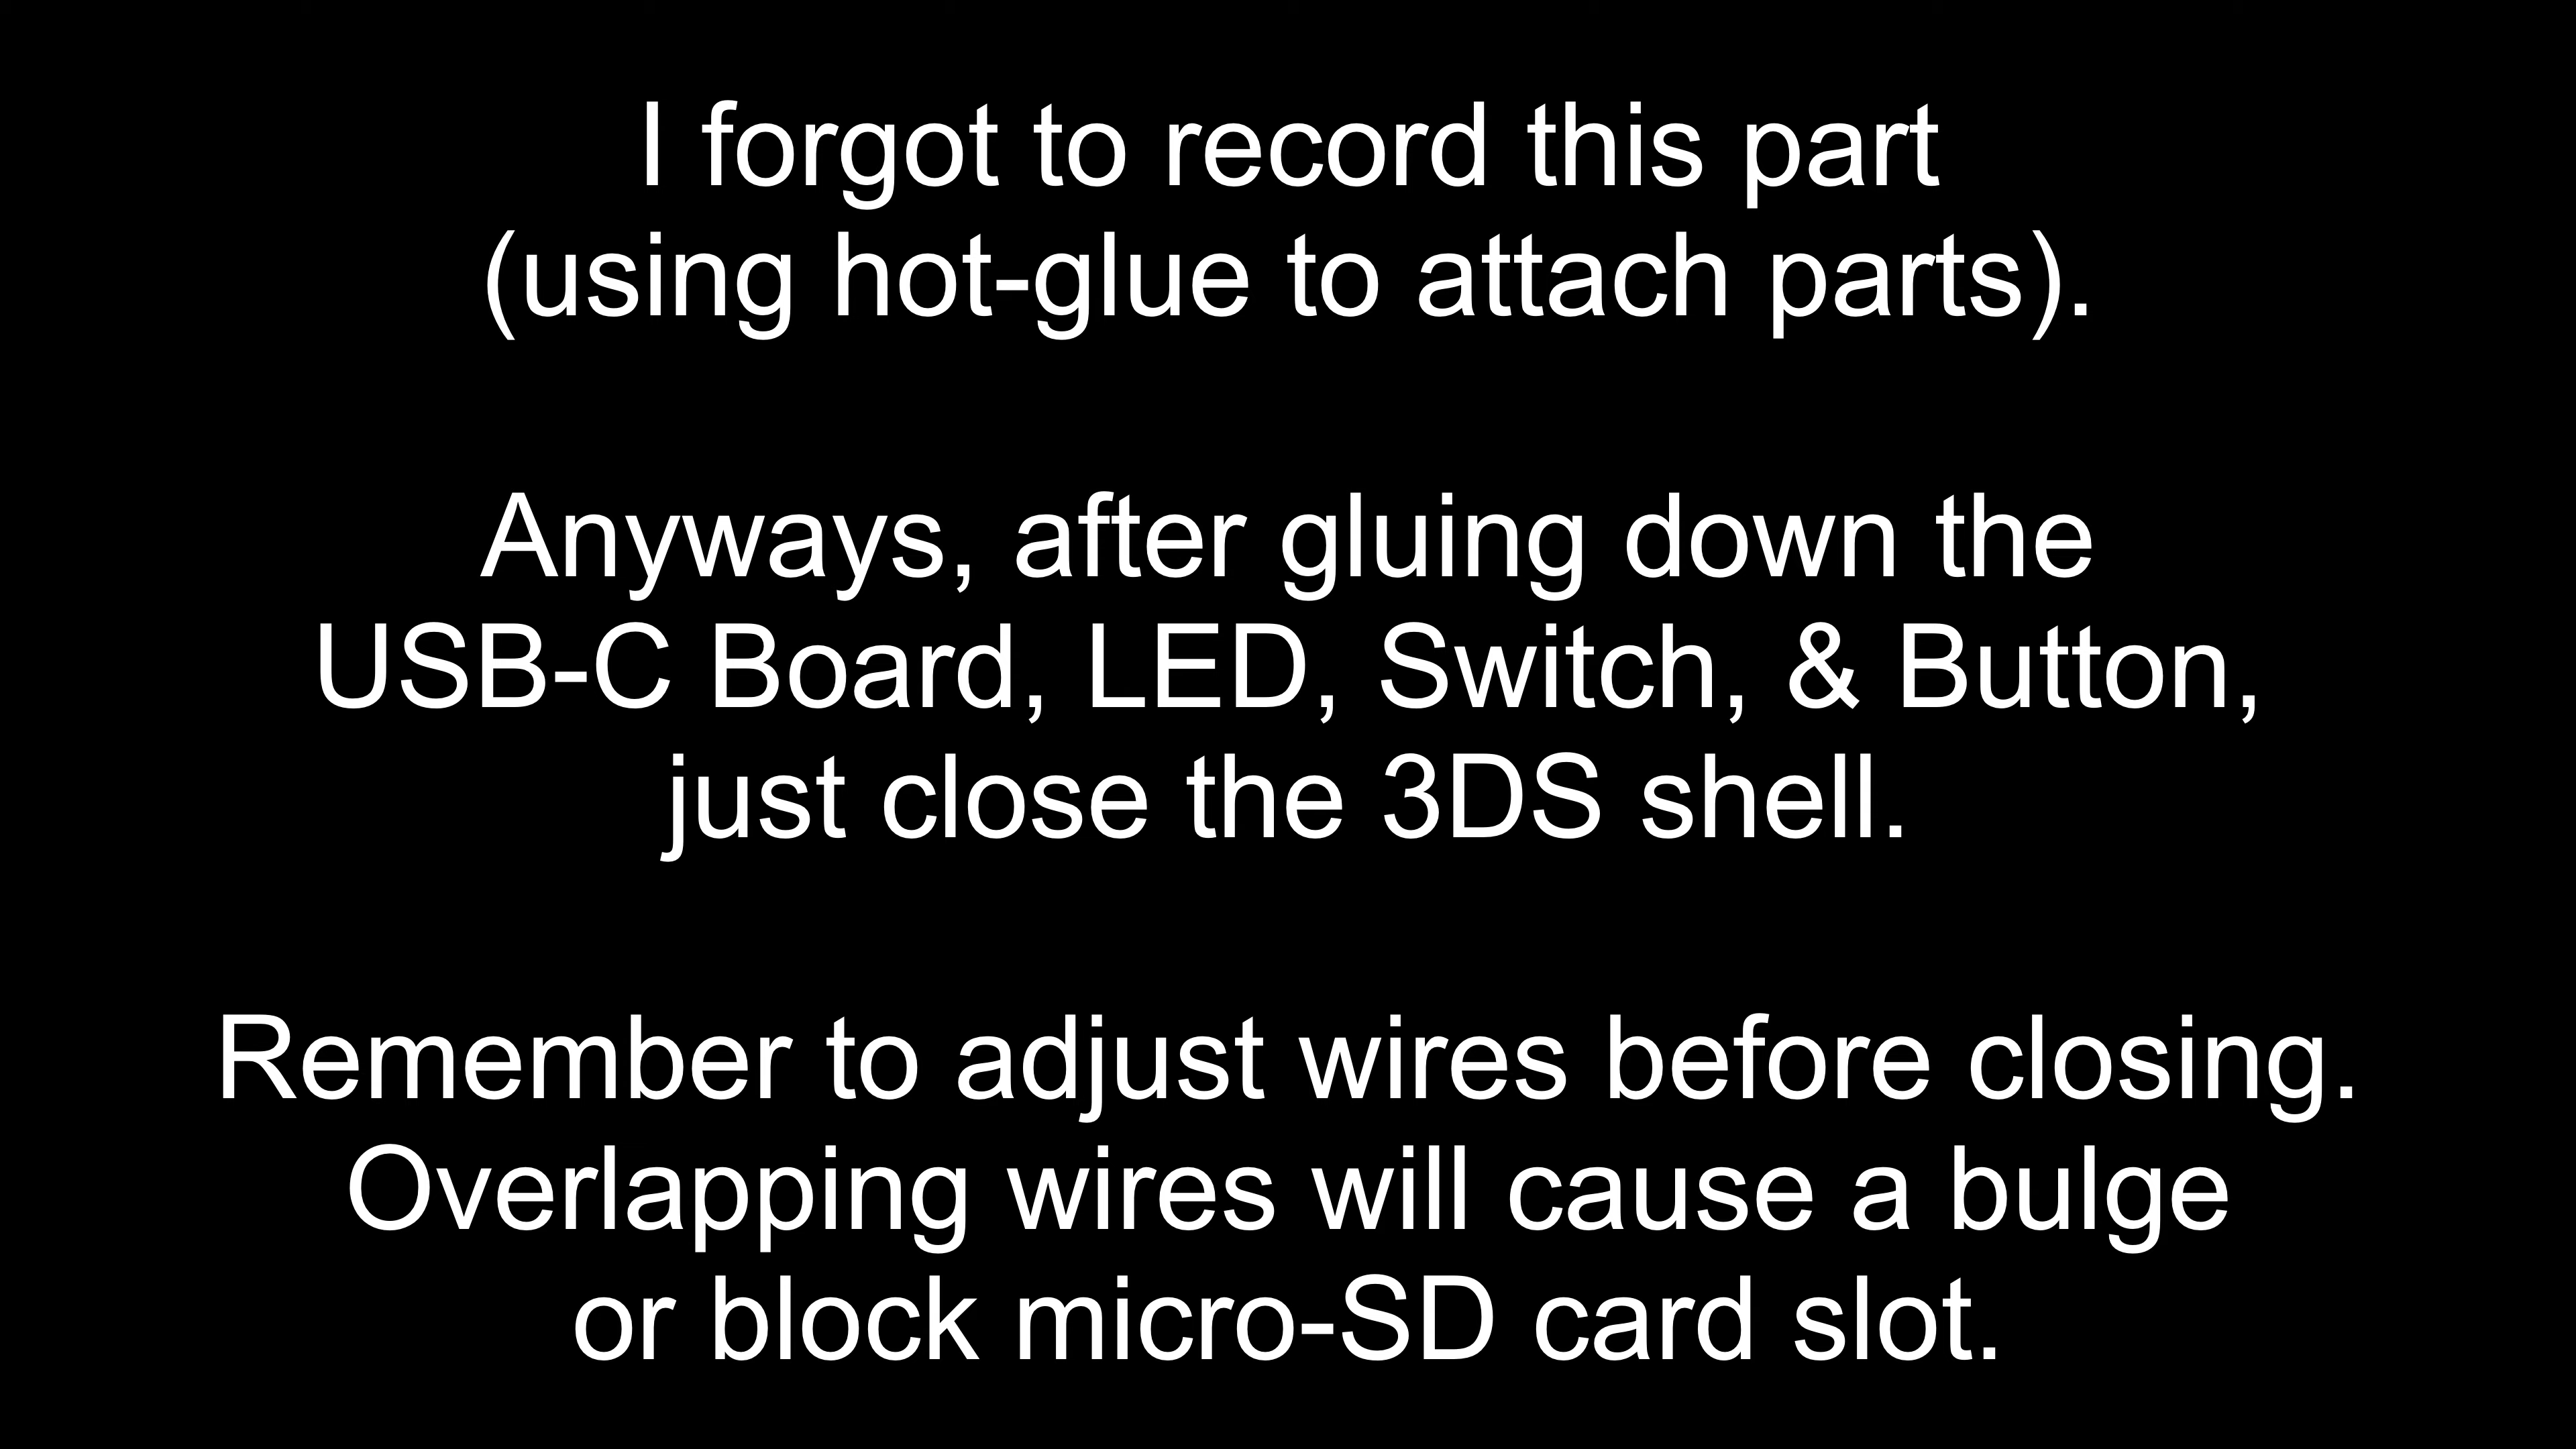 I forgot to record this part
(using hot-glue to attach parts).
Anyways, after gluing down the
USB-C Board, LED, Switch, & Button,
just close the 3DS shell.
Remember to adjust wires before closing.
Overlapping wires will cause a bulge
or block micro-SD card slot.